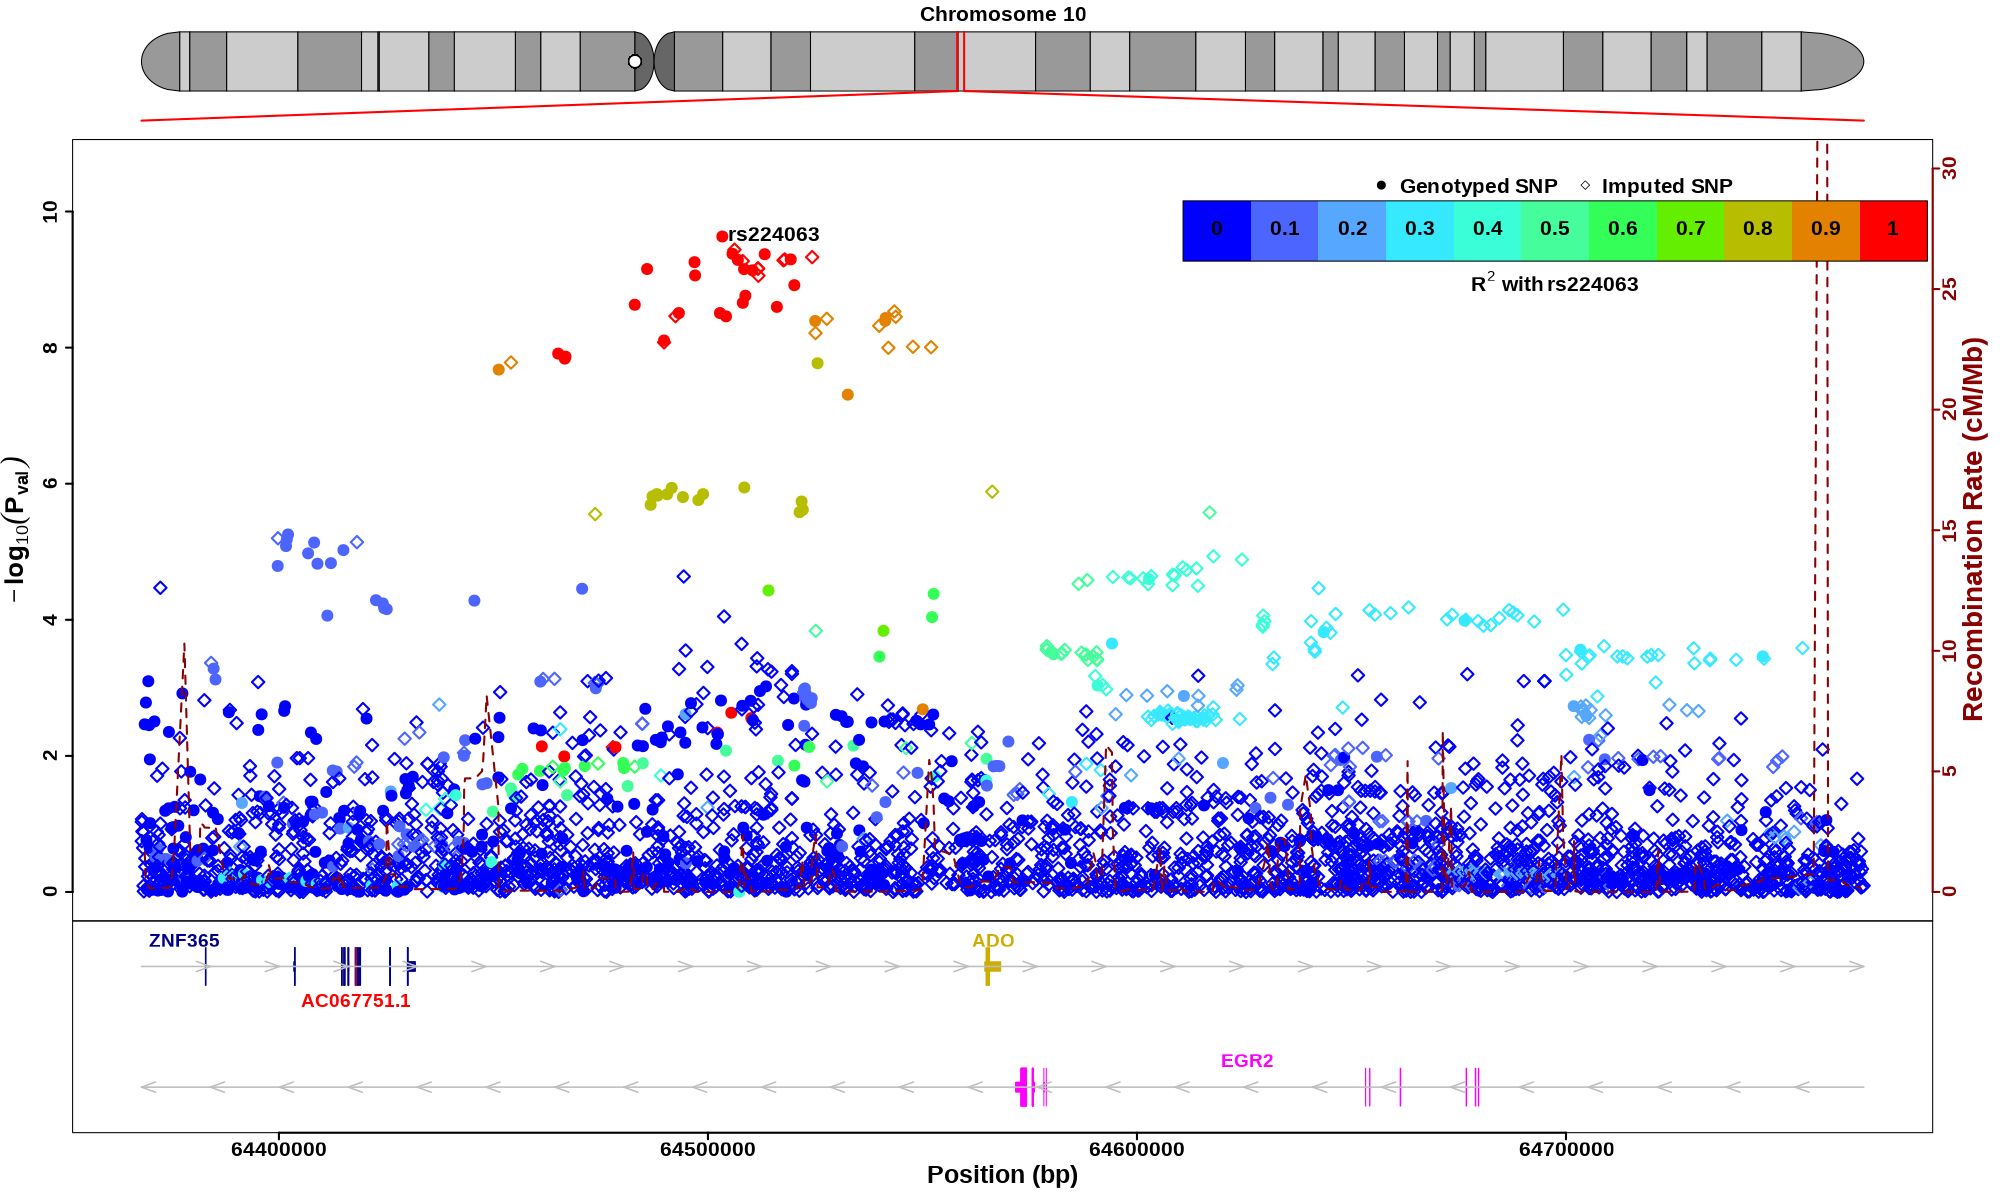 Chromosome 10
Genotyped SNP Imputed SNP
0 0.1 0.2 0.3 0.4 0.5 0.6 0.7 0.8 0.9 1
R² with rs224063
rs224063
10
8
6
4
2
0
−log₁₀(Pval)
30
25
20
15
10
5
0
Recombination Rate (cM/Mb)
ZNF365
ADO
AC067751.1
EGR2
64400000 64500000 64600000 64700000
Position (bp)